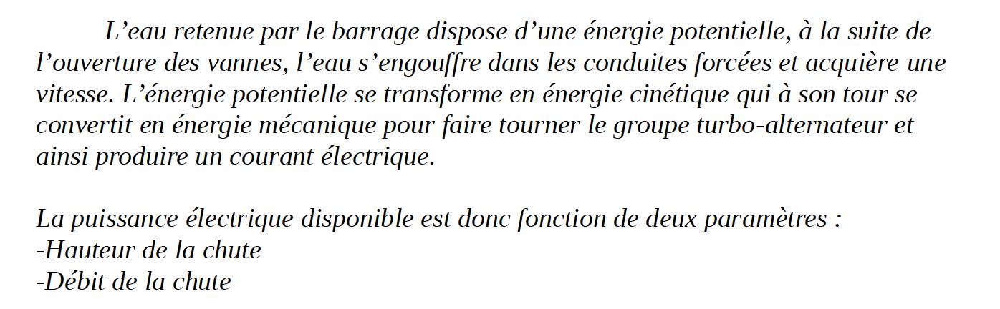 L’eau retenue par le barrage dispose d’une énergie potentielle, à la suite de
l’ouverture des vannes, l’eau s’engouffre dans les conduites forcées et acquière une
vitesse. L’énergie potentielle se transforme en énergie cinétique qui à son tour se
convertit en énergie mécanique pour faire tourner le groupe turbo-alternateur et
ainsi produire un courant électrique.
La puissance électrique disponible est donc fonction de deux paramètres :
-Hauteur de la chute
-Débit de la chute